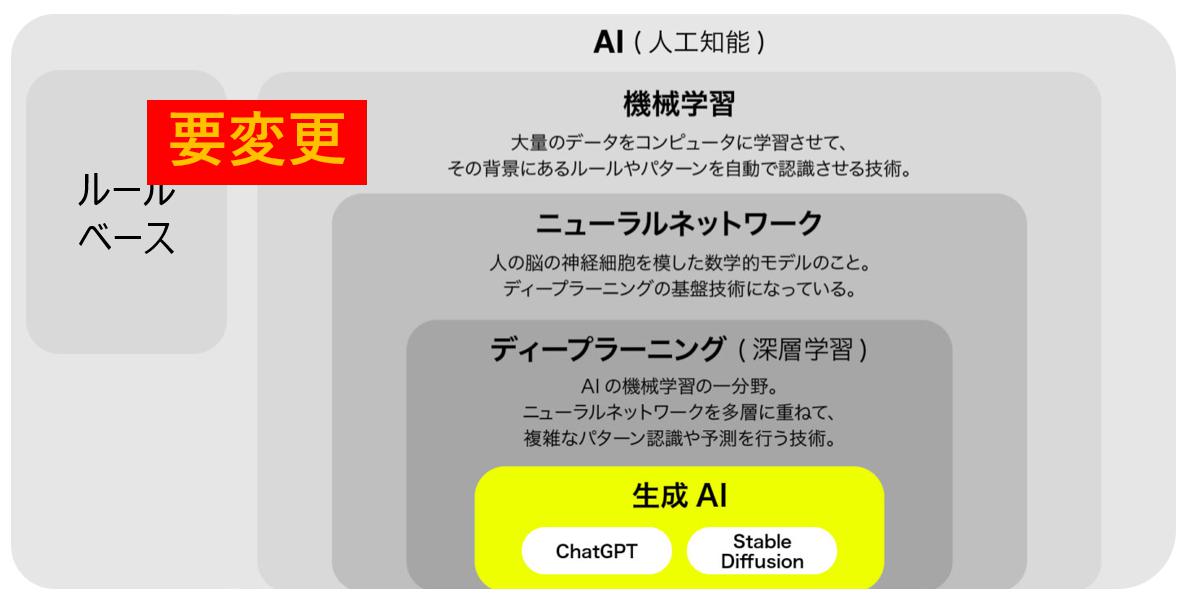 AI ( 人工知能 )
要変更
ルール
ベース
機械学習
大量のデータをコンピュータに学習させて、
その背景にあるルールやパターンを自動で認識させる技術。
ニューラルネットワーク
人の脳の神経細胞を模した数学的モデルのこと。
ディープラーニングの基盤技術になっている。
ディープラーニング ( 深層学習 )
AI の機械学習の一分野。
ニューラルネットワークを多層に重ねて、
複雑なパターン認識や予測を行う技術。
生成 AI
ChatGPT
Stable
Diffusion